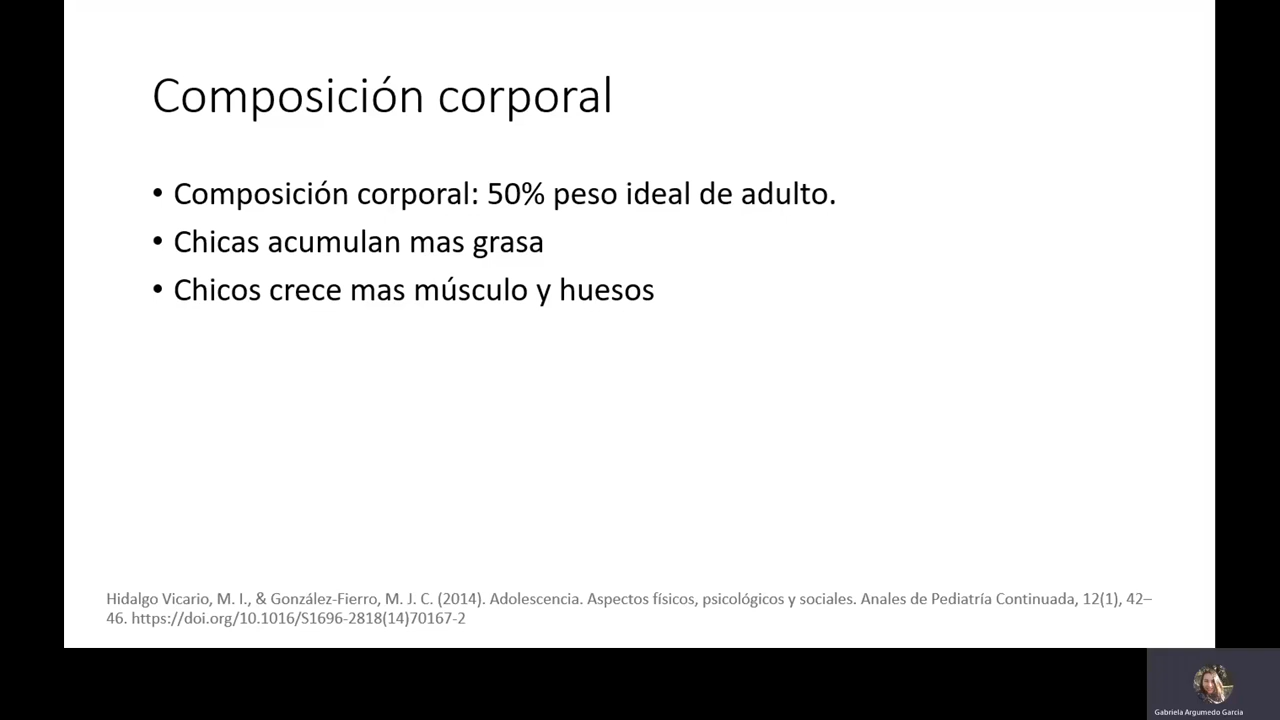 Composición corporal
• Composición corporal: 50% peso ideal de adulto.
• Chicas acumulan mas grasa
• Chicos crece mas músculo y huesos
Hidalgo Vicario, M. I., & González-Fierro, M. J. C. (2014). Adolescencia. Aspectos físicos, psicológicos y sociales. Anales de Pediatría Continuada, 12(1), 42–
46. https://doi.org/10.1016/S1696-2818(14)70167-2
Gabriela Argumedo Garcia